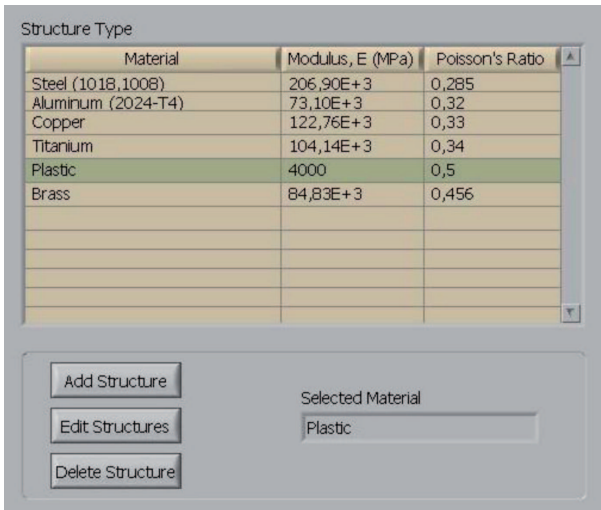 Structure Type
Material Modulus, E (MPa) Poisson's Ratio
Steel (1018,1008) 206,90E+3 0,285
Aluminum (2024-T4) 73,10E+3 0,32
Copper 122,76E+3 0,33
Titanium 104,14E+3 0,34
Plastic 4000 0,5
Brass 84,83E+3 0,456
Add Structure
Selected Material
Edit Structures
Plastic
Delete Structure